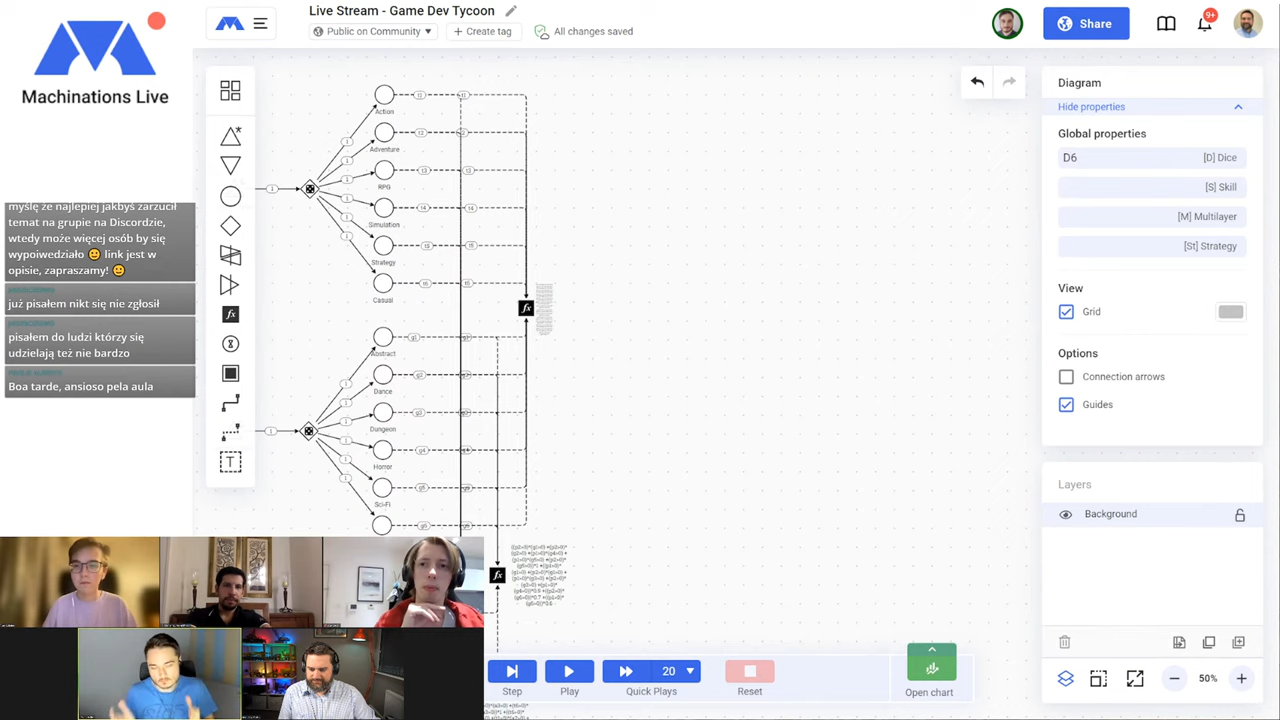 Machinations Live
myślę że najlepiej jakbyś zarzucił
temat na grupie na Discordzie,
wtedy może więcej osób by się
wypoiwedziało 🙂 link jest w
opisie, zapraszamy! 🙂
już pisałem nikt się nie zgłosił
pisałem do ludzi którzy się
udzielają też nie bardzo
Boa tarde, ansioso pela aula
Live Stream - Game Dev Tycoon
Public on Community
+ Create tag
All changes saved
Share
9+
Action
Adventure
RPG
Simulation
Strategy
Casual
Abstract
Dance
Dungeon
Horror
Sci-Fi
fx
fx
fx
T
Diagram
Hide properties
Global properties
D6 [D] Dice
[S] Skill
[M] Multilayer
[St] Strategy
View
Grid
Options
Connection arrows
Guides
Layers
Background
Step
Play
20
Quick Plays
Reset
Open chart
50%